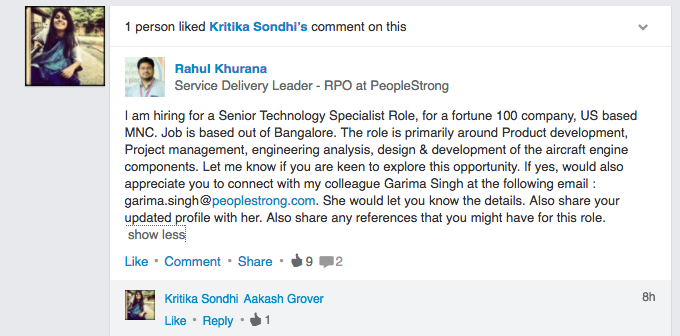 1 person liked Kritika Sondhi's comment on this
Rahul Khurana
Service Delivery Leader - RPO at PeopleStrong
I am hiring for a Senior Technology Specialist Role, for a fortune 100 company, US based
MNC. Job is based out of Bangalore. The role is primarily around Product development,
Project management, engineering analysis, design & development of the aircraft engine
components. Let me know if you are keen to explore this opportunity. If yes, would also
appreciate you to connect with my colleague Garima Singh at the following email :
garima.singh@peoplestrong.com. She would let you know the details. Also share your
updated profile with her. Also share any references that you might have for this role.
show less
Like • Comment • Share • 9 2
Kritika Sondhi Aakash Grover 8h
Like • Reply • 1